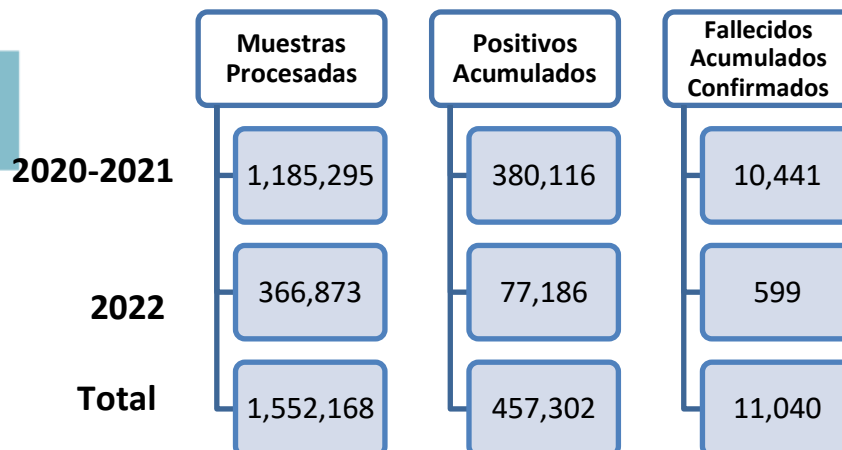 Muestras
Procesadas
Positivos
Acumulados
Fallecidos
Acumulados
Confirmados
2020-2021
1,185,295
380,116
10,441
2022
366,873
77,186
599
Total
1,552,168
457,302
11,040